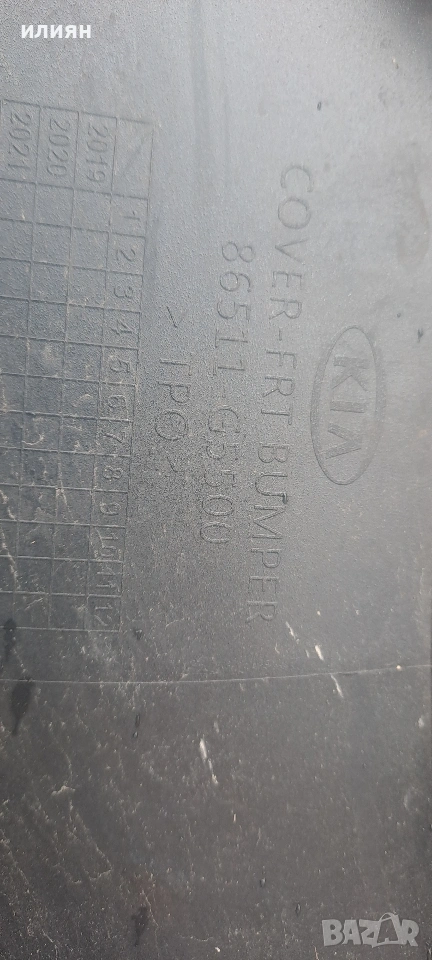 илиян
KIA
COVER-FRT BUMPER
86511-G5500
> TPO >
1 2 3 4 5 6 7 8 9 10 11 12
2019
2020
2021
BAZAR